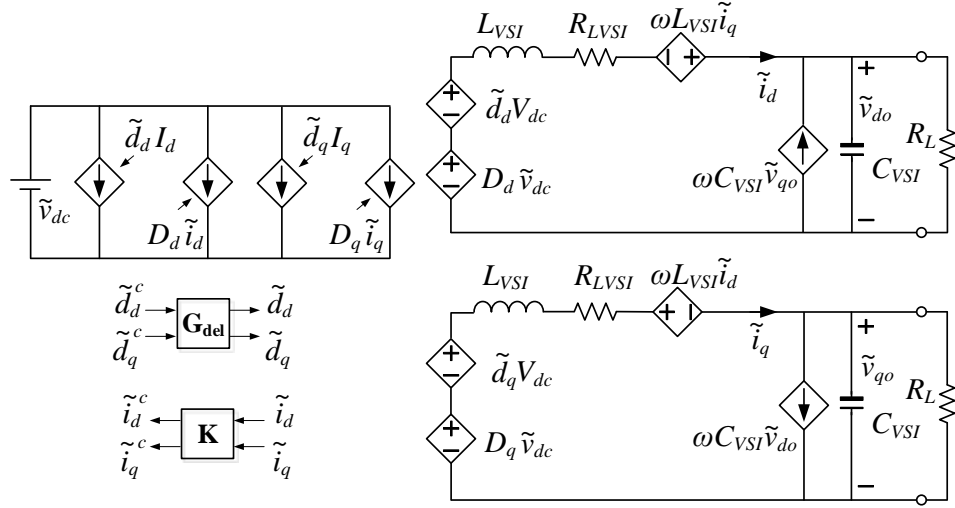 L_VSI R_LVSI ωL_VSI ĩ_q
− +
ĩ_d
d̃_d V_dc
+ −
D_d ṽ_dc
+ −
ωC_VSI ṽ_qo
+
ṽ_do
C_VSI
−
R_L
d̃_d I_d
d̃_q I_q
ṽ_dc
D_d ĩ_d
D_q ĩ_q
d̃_d^c G_del d̃_d
d̃_q^c d̃_q
ĩ_d^c K ĩ_d
ĩ_q^c ĩ_q
L_VSI R_LVSI ωL_VSI ĩ_d
+ −
ĩ_q
d̃_q V_dc
+ −
D_q ṽ_dc
+ −
ωC_VSI ṽ_do
+
ṽ_qo
C_VSI
−
R_L